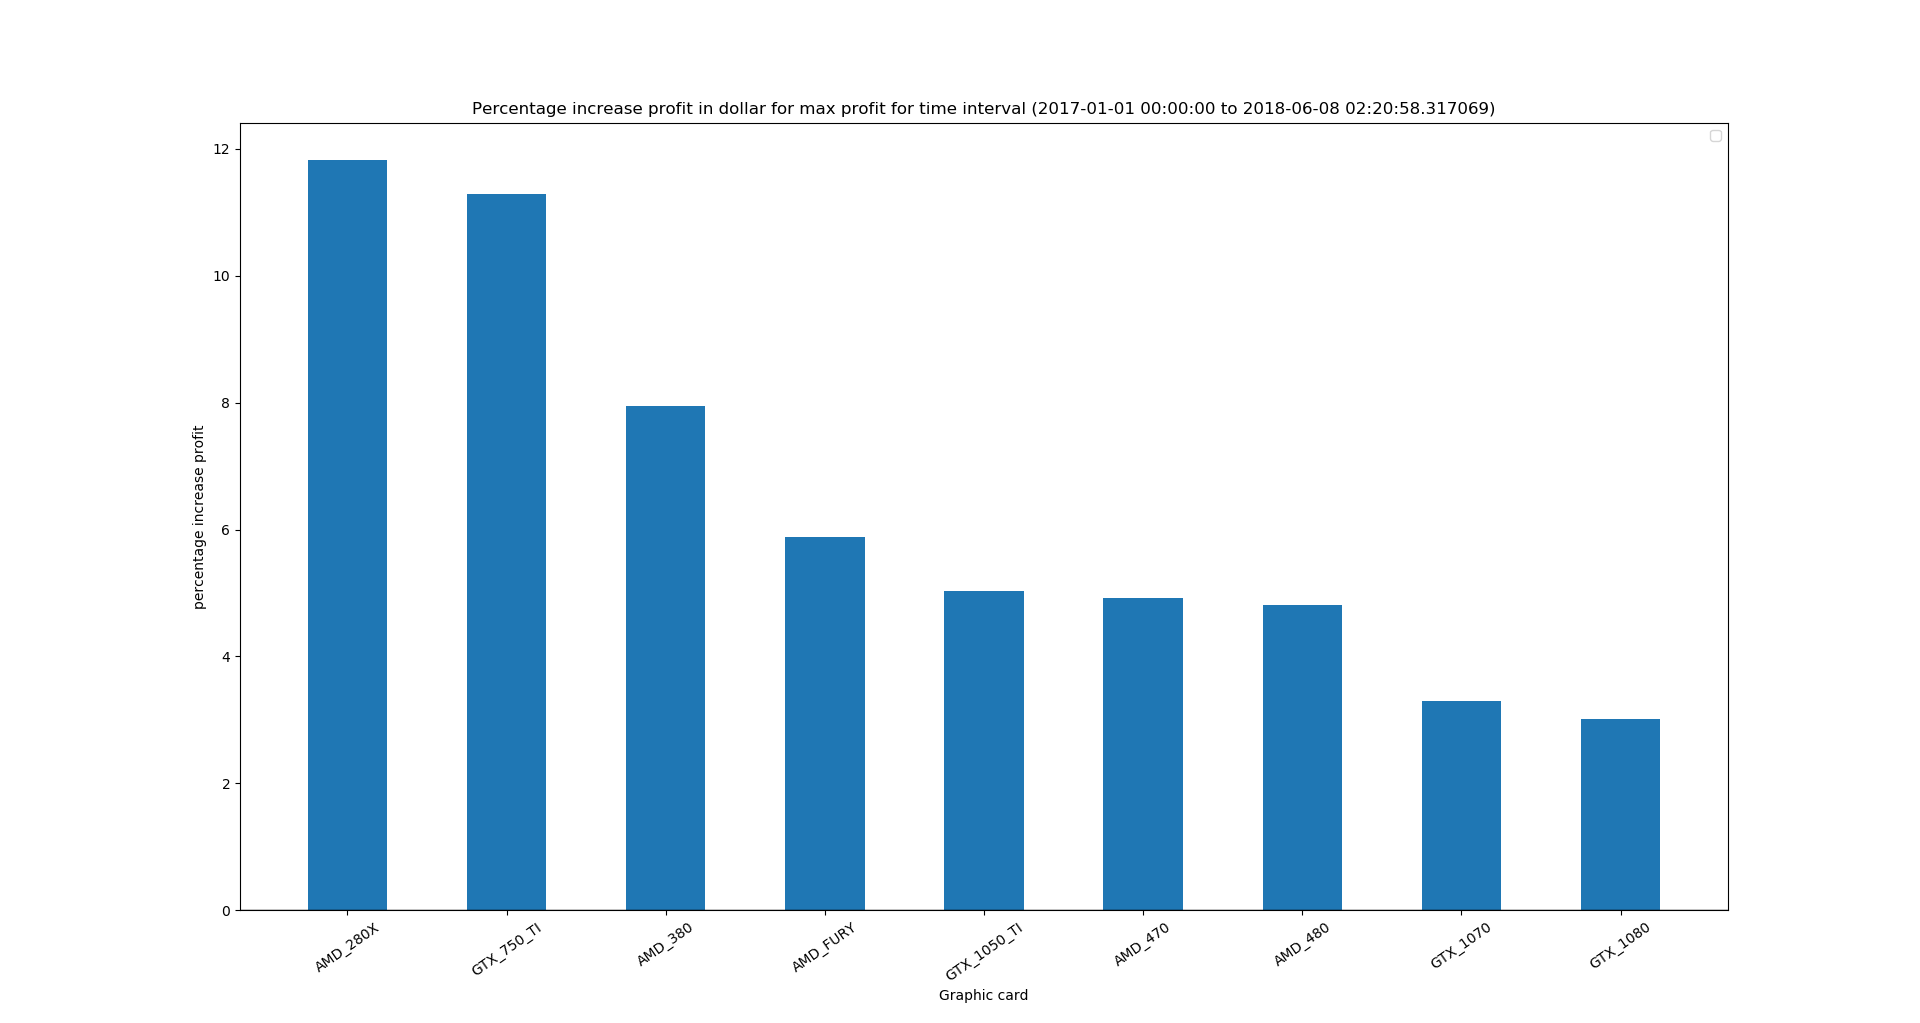 Percentage increase profit in dollar for max profit for time interval (2017-01-01 00:00:00 to 2018-06-08 02:20:58.317069)
12
10
8
6
4
2
0
percentage increase profit
AMD_280X
GTX_750_TI
AMD_380
AMD_FURY
GTX_1050_TI
AMD_470
AMD_480
GTX_1070
GTX_1080
Graphic card